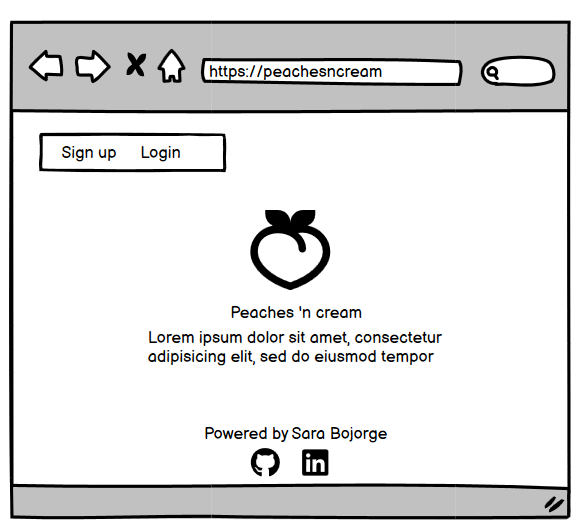 https://peachesncream
Sign up Login
Peaches 'n cream
Lorem ipsum dolor sit amet, consectetur
adipisicing elit, sed do eiusmod tempor
Powered by Sara Bojorge
in